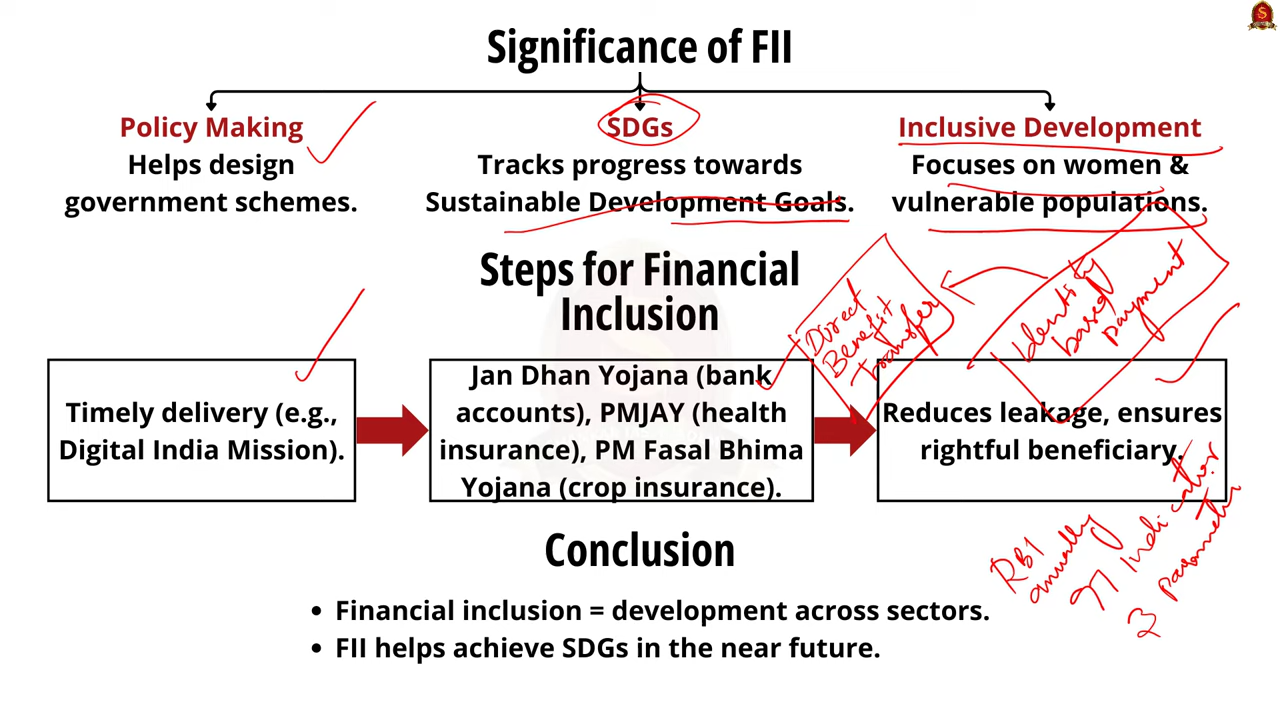 Significance of FII
Policy Making
Helps design
government schemes.
SDGs
Tracks progress towards
Sustainable Development Goals.
Inclusive Development
Focuses on women &
vulnerable populations.
Steps for Financial
Inclusion
Timely delivery (e.g.,
Digital India Mission).
Jan Dhan Yojana (bank
accounts), PMJAY (health
insurance), PM Fasal Bhima
Yojana (crop insurance).
Reduces leakage, ensures
rightful beneficiary.
Direct
Benefit
Transfer
Identity
based
payment
Conclusion
• Financial inclusion = development across sectors.
• FII helps achieve SDGs in the near future.
RBI
annually
97 Indicator
3